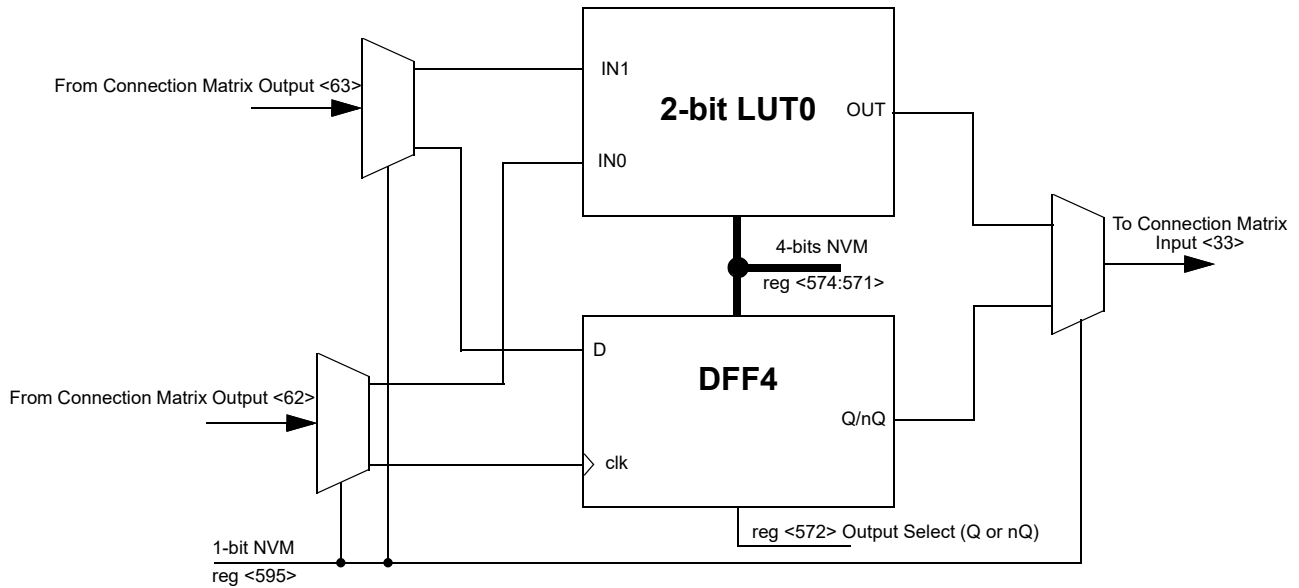 From Connection Matrix Output <63>
IN1
2-bit LUT0
OUT
IN0
To Connection Matrix
Input <33>
4-bits NVM
reg <574:571>
D
DFF4
From Connection Matrix Output <62>
Q/nQ
clk
reg <572> Output Select (Q or nQ)
1-bit NVM
reg <595>